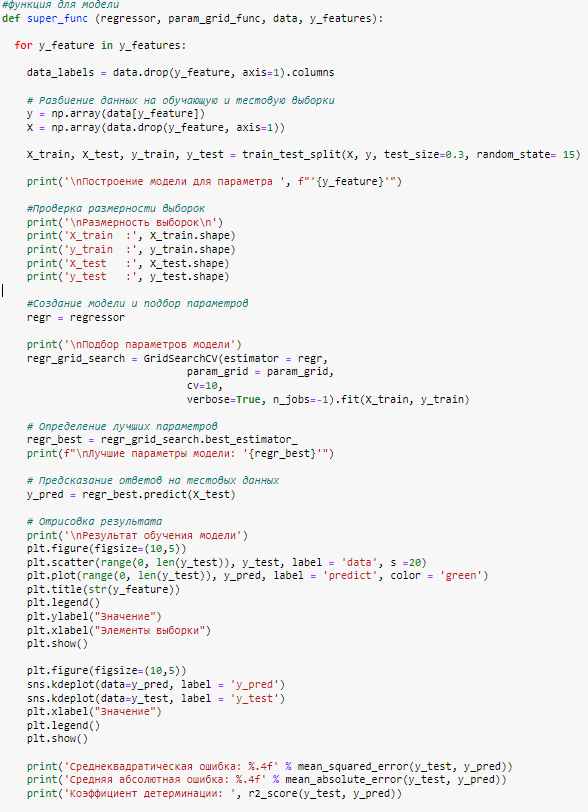 #функция для модели
def super_func (regressor, param_grid_func, data, y_features):
for y_feature in y_features:
data_labels = data.drop(y_feature, axis=1).columns
# Разбиение данных на обучающую и тестовую выборки
y = np.array(data[y_feature])
X = np.array(data.drop(y_feature, axis=1))
X_train, X_test, y_train, y_test = train_test_split(X, y, test_size=0.3, random_state= 15)
print('\nПостроение модели для параметра ', f"'{y_feature}'")
#Проверка размерности выборок
print('\nРазмерность выборок\n')
print('X_train  :', X_train.shape)
print('y_train  :', y_train.shape)
print('X_test   :', X_test.shape)
print('y_test   :', y_test.shape)
#Создание модели и подбор параметров
regr = regressor
print('\nПодбор параметров модели')
regr_grid_search = GridSearchCV(estimator = regr,
param_grid = param_grid,
cv=10,
verbose=True, n_jobs=-1).fit(X_train, y_train)
# Определение лучших параметров
regr_best = regr_grid_search.best_estimator_
print(f"\nЛучшие параметры модели: '{regr_best}'")
# Предсказание ответов на тестовых данных
y_pred = regr_best.predict(X_test)
# Отрисовка результата
print('\nРезультат обучения модели')
plt.figure(figsize=(10,5))
plt.scatter(range(0, len(y_test)), y_test, label = 'data', s =20)
plt.plot(range(0, len(y_test)), y_pred, label = 'predict', color = 'green')
plt.title(str(y_feature))
plt.legend()
plt.ylabel("Значение")
plt.xlabel("Элементы выборки")
plt.show()
plt.figure(figsize=(10,5))
sns.kdeplot(data=y_pred, label = 'y_pred')
sns.kdeplot(data=y_test, label = 'y_test')
plt.xlabel("Значение")
plt.legend()
plt.show()
print('Среднеквадратическая ошибка: %.4f' % mean_squared_error(y_test, y_pred))
print('Средняя абсолютная ошибка: %.4f' % mean_absolute_error(y_test, y_pred))
print('Коэффициент детерминации: ', r2_score(y_test, y_pred))